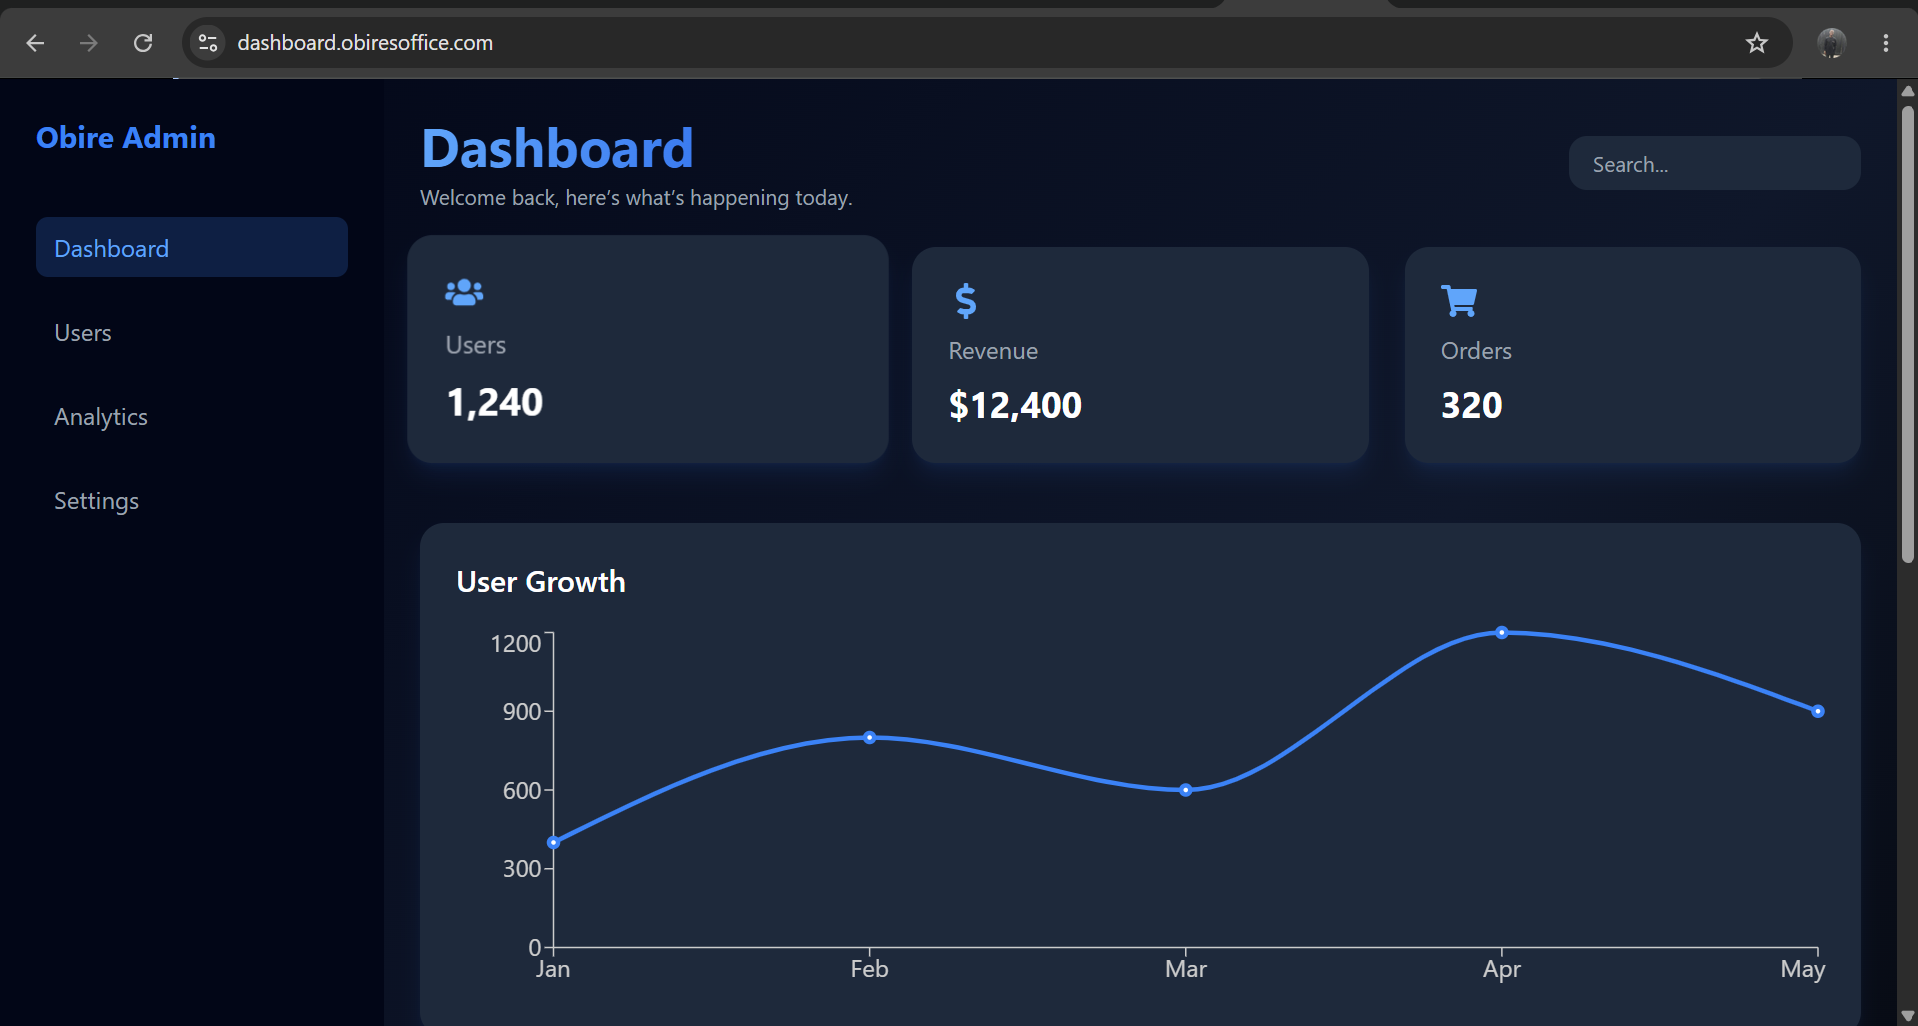 dashboard.obiresoffice.com
Obire Admin
Dashboard
Users
Analytics
Settings
Dashboard
Welcome back, here’s what’s happening today.
Search...
Users
1,240
Revenue
$12,400
Orders
320
User Growth
1200
900
600
300
0
Jan Feb Mar Apr May